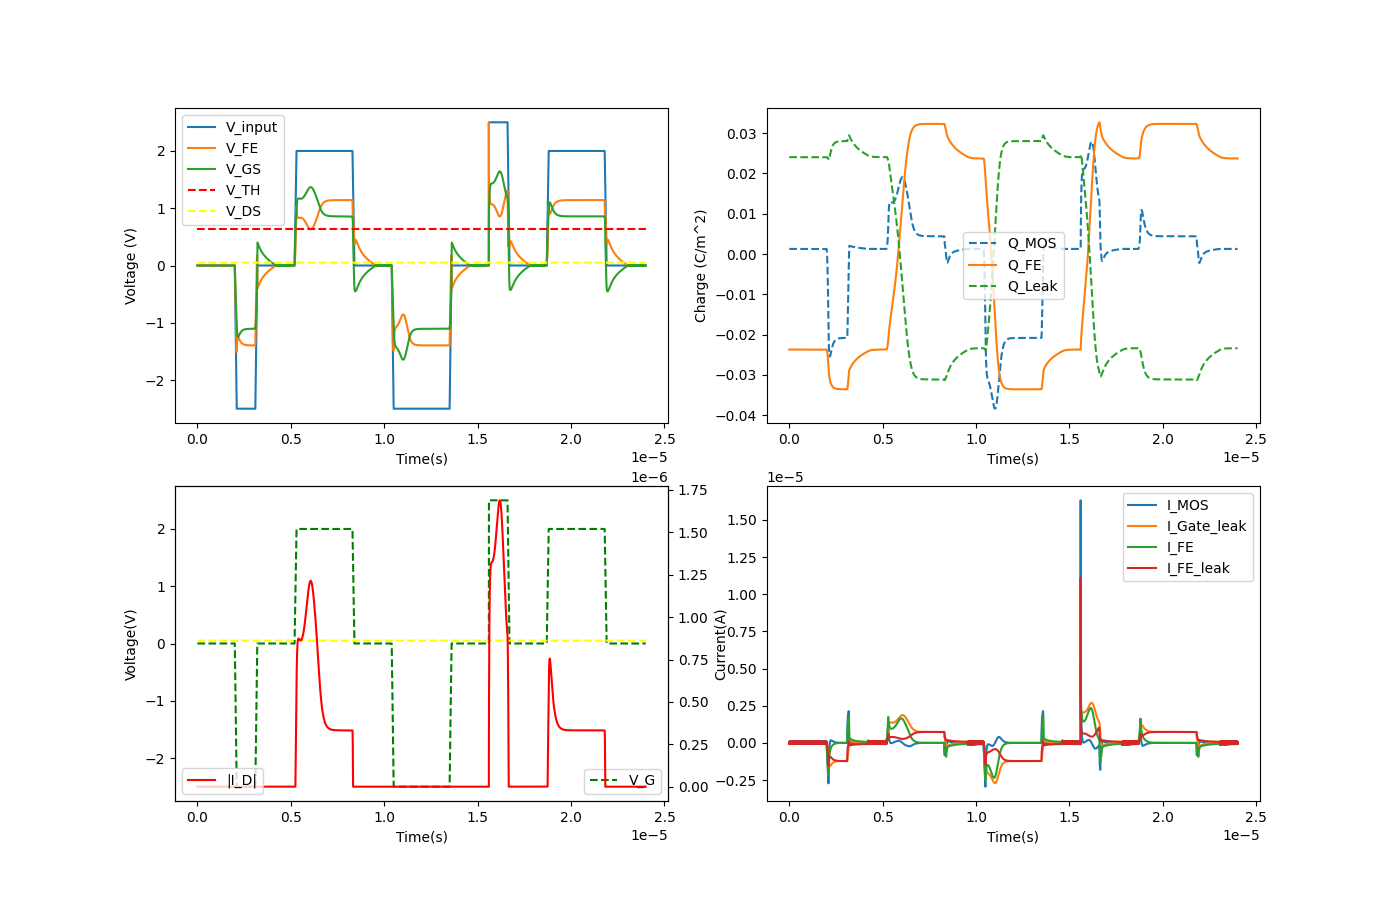 V_input
V_FE
V_GS
V_TH
V_DS
2
1
0
−1
−2
Voltage (V)
0.0 0.5 1.0 1.5 2.0 2.5
Time(s)
1e−5
0.03
0.02
0.01
0.00
−0.01
−0.02
−0.03
−0.04
Charge (C/m^2)
Q_MOS
Q_FE
Q_Leak
0.0 0.5 1.0 1.5 2.0 2.5
Time(s)
1e−5
1e−6
2
1
0
−1
−2
Voltage(V)
|I_D|
V_G
1.75
1.50
1.25
1.00
0.75
0.50
0.25
0.00
0.0 0.5 1.0 1.5 2.0 2.5
Time(s)
1e−5
1e−5
I_MOS
I_Gate_leak
I_FE
I_FE_leak
1.50
1.25
1.00
0.75
0.50
0.25
0.00
−0.25
Current(A)
0.0 0.5 1.0 1.5 2.0 2.5
Time(s)
1e−5